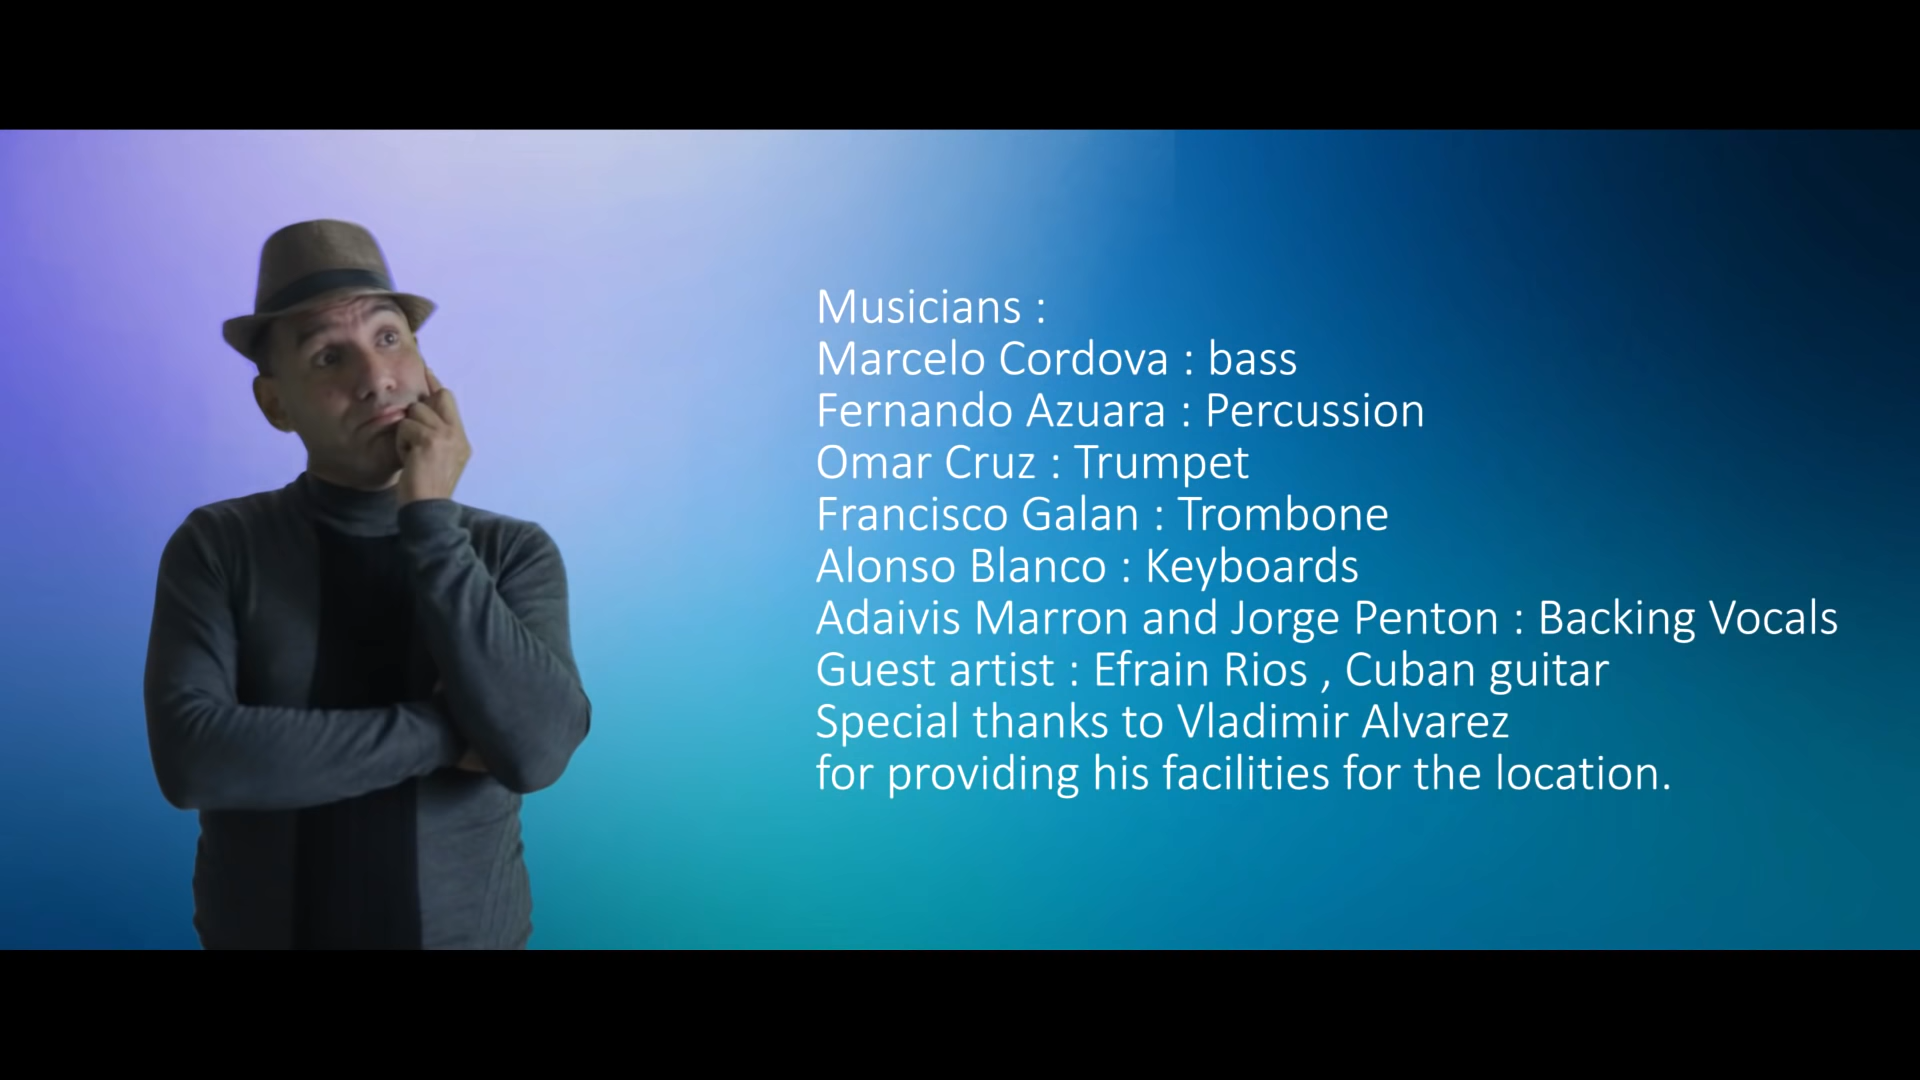 Musicians :
Marcelo Cordova : bass
Fernando Azuara : Percussion
Omar Cruz : Trumpet
Francisco Galan : Trombone
Alonso Blanco : Keyboards
Adaivis Marron and Jorge Penton : Backing Vocals
Guest artist : Efrain Rios , Cuban guitar
Special thanks to Vladimir Alvarez
for providing his facilities for the location.